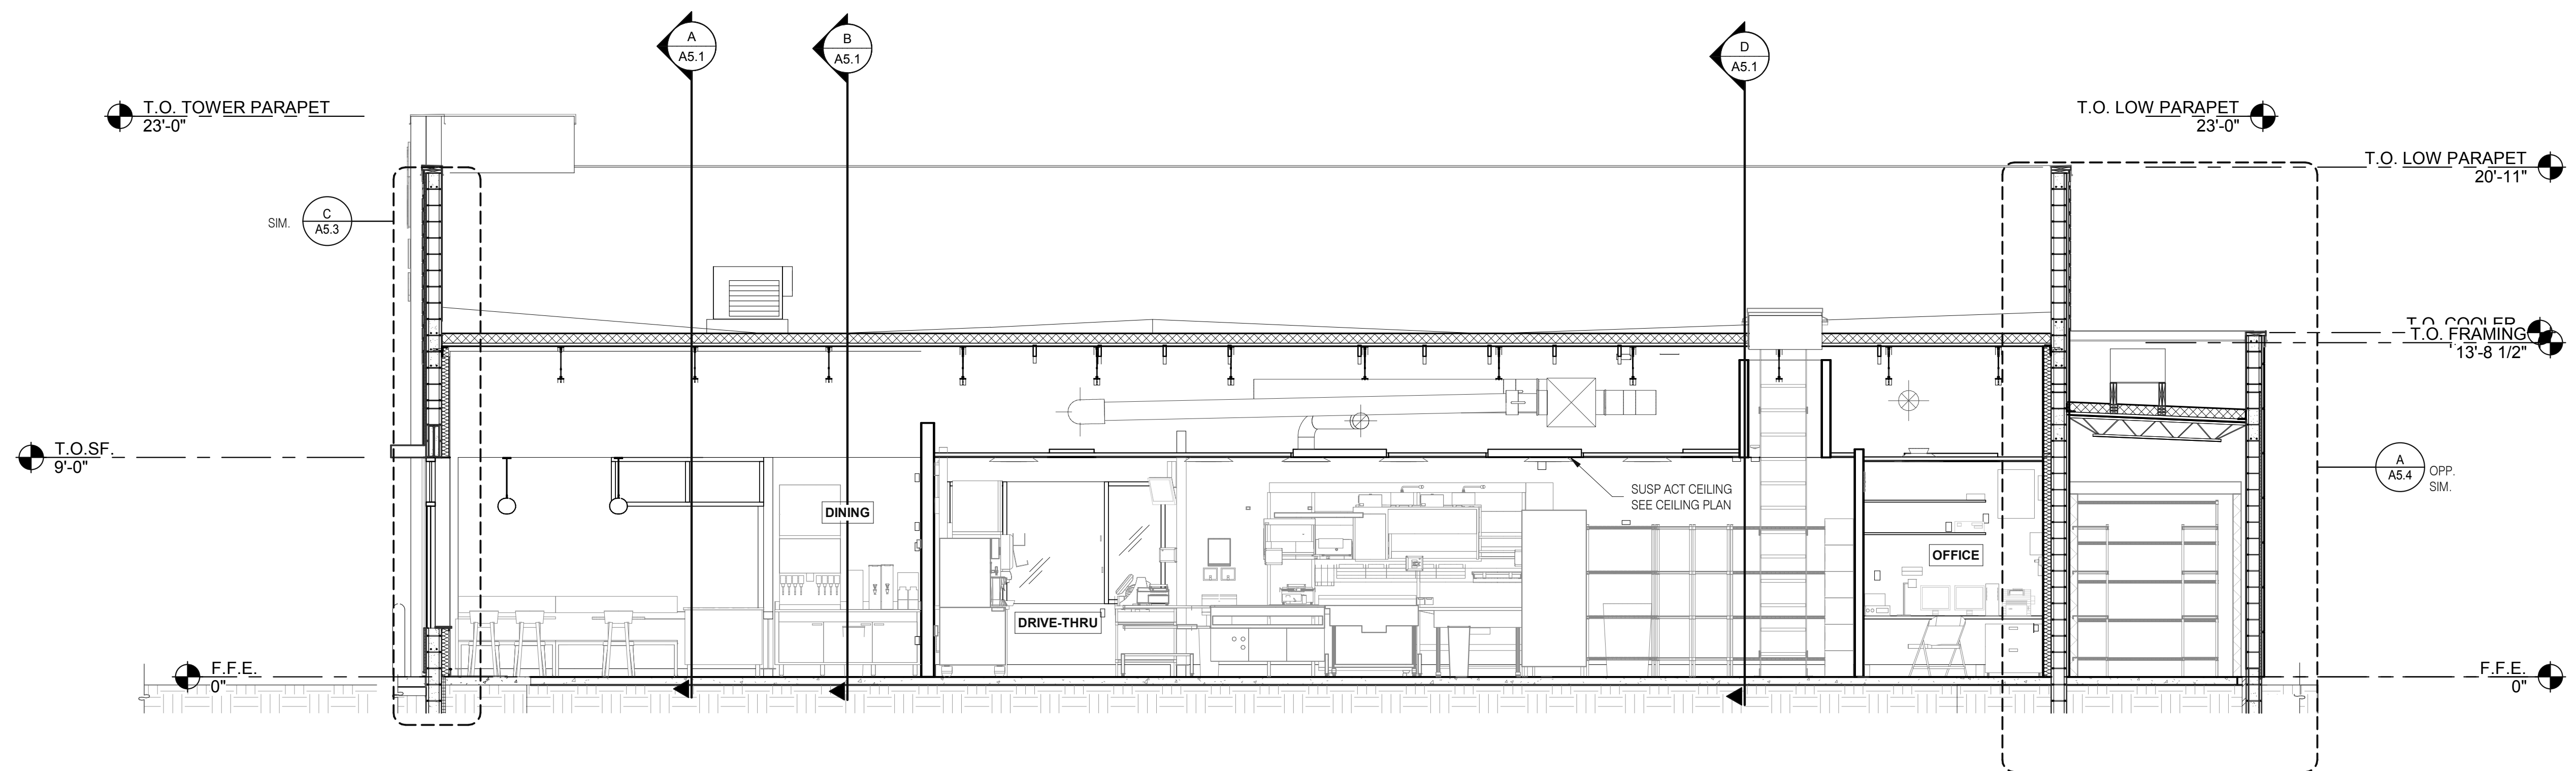 A
A5.1
B
A5.1
D
A5.1
T.O. TOWER PARAPET
23'-0"
T.O. LOW PARAPET
23'-0"
T.O. LOW PARAPET
20'-11"
SIM.
C
A5.3
T.O. COOLER
T.O. FRAMING
13'-8 1/2"
T.O.SF.
9'-0"
A
A5.4
OPP.
SIM.
SUSP ACT CEILING
SEE CEILING PLAN
DINING
OFFICE
DRIVE-THRU
F.F.E.
0"
F.F.E.
0"